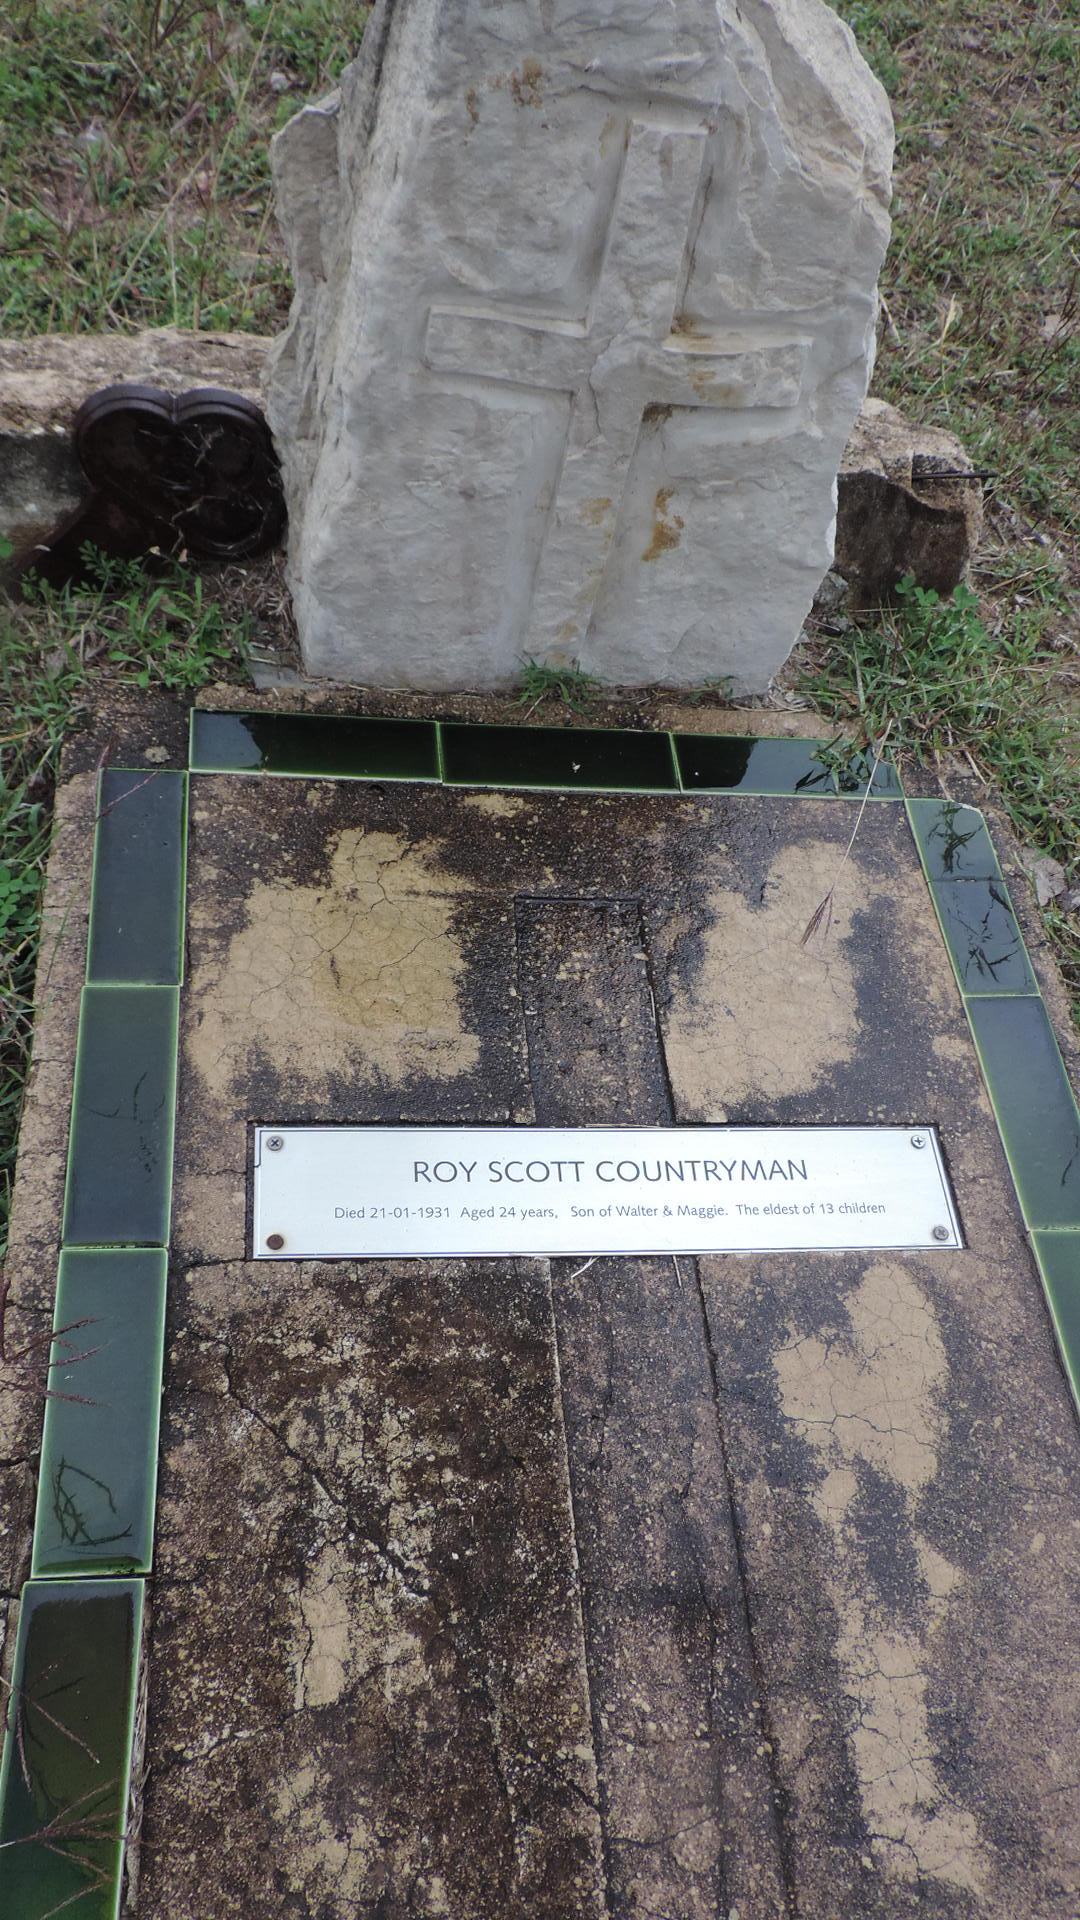 ROY SCOTT COUNTRYMAN
Died 21-01-1931 Aged 24 years, Son of Walter & Maggie. The eldest of 13 children